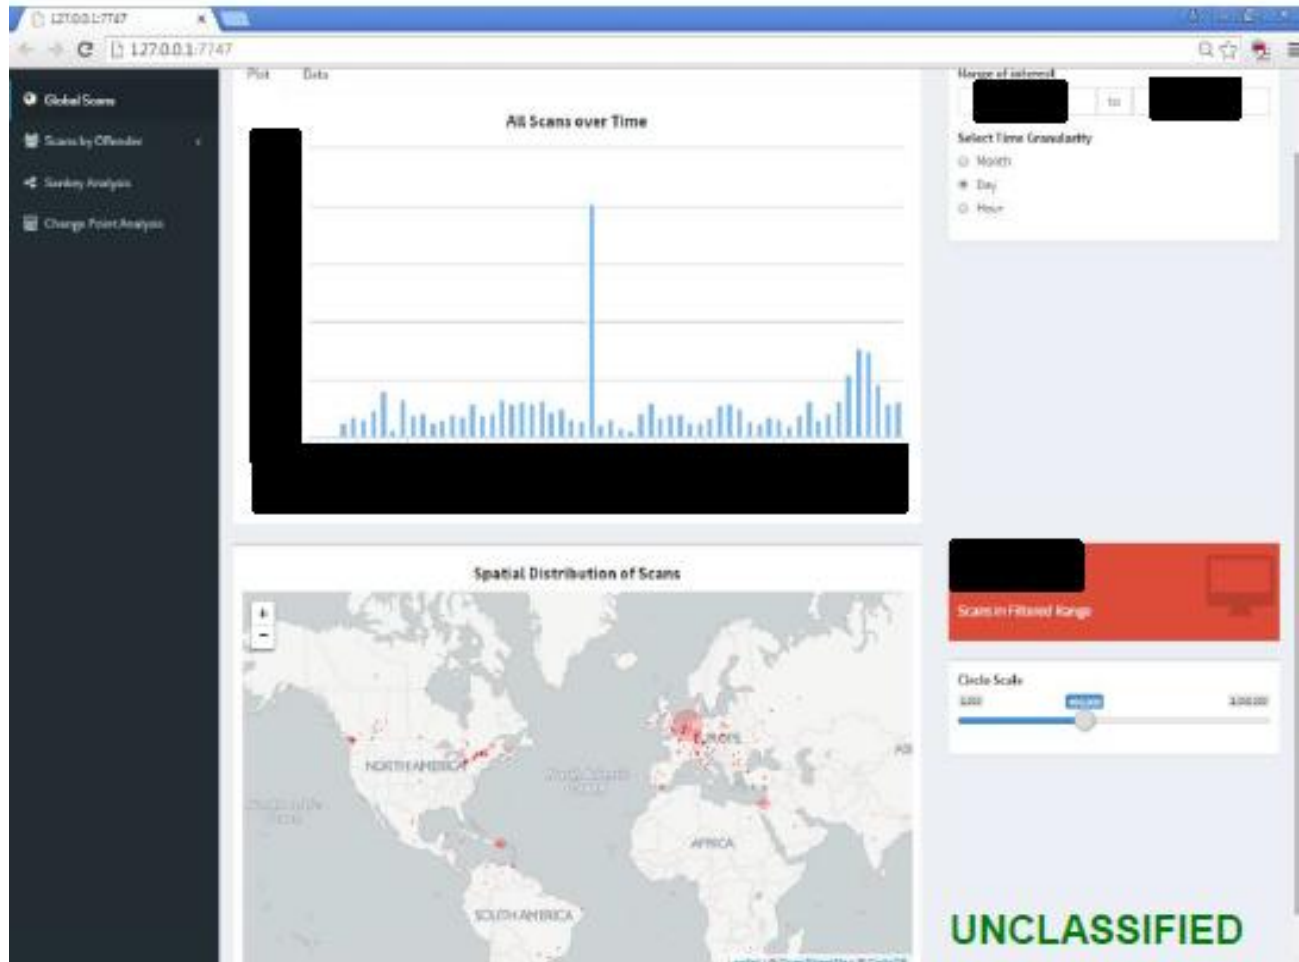 127.0.0.1:7747
127.0.0.1:7747
Global Scans
Scans by Offender
Sankey Analysis
Change Point Analysis
Plot Data
All Scans over Time
Range of interest
to
Select Time Granularity
Month
Day
Hour
Spatial Distribution of Scans
+
−
NORTH AMERICA
EUROPE
AFRICA
SOUTH AMERICA
Scans in Filtered Range
Circle Scale
UNCLASSIFIED